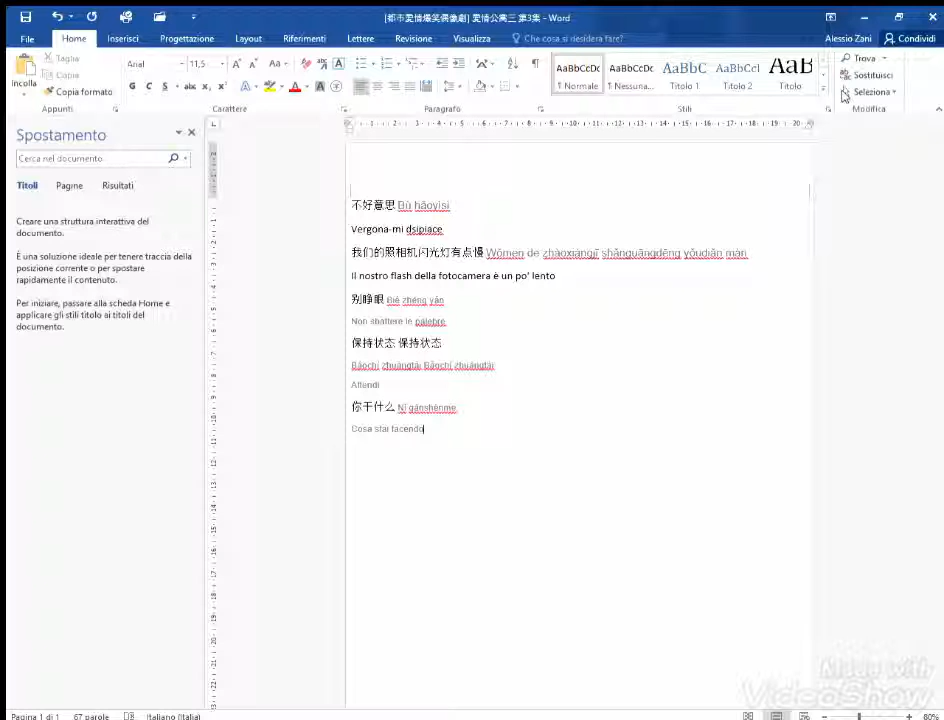 [都市爱情爆笑偶像劇] 愛情公寓三 第3集 - Word
File Home Inserisci Progettazione Layout Riferimenti Lettere Revisione Visualizza Che cosa si desidera fare? Alessio Zani Condividi
Incolla
Taglia
Copia
Copia formato
Appunti
Arial 11,5
G C S abc
Carattere
Paragrafo
AaBbCcDc AaBbCcDc AaBbC AaBbCcI AaB
¶ Normale ¶ Nessuna... Titolo 1 Titolo 2 Titolo
Stili
Trova
Sostituisci
Seleziona
Modifica
Spostamento
Cerca nel documento
Titoli Pagine Risultati
Creare una struttura interattiva del
documento.
È una soluzione ideale per tenere traccia della
posizione corrente o per spostare
rapidamente il contenuto.
Per iniziare, passare alla scheda Home e
applicare gli stili titolo ai titoli del
documento.
不好意思 Bù hǎoyìsi
Vergona-mi dsipiace
我们的照相机闪光灯有点慢 Wǒmen de zhàoxiàngjī shǎnguāngdēng yǒudiǎn màn
Il nostro flash della fotocamera è un po' lento
别睁眼 Bié zhēng yǎn
Non sbattere le palebre
保持状态 保持状态
Bǎochí zhuàngtài Bǎochí zhuàngtài
Attendi
你干什么 Nǐ gànshénme
Cosa stai facendo
Pagina 1 di 1 67 parole Italiano (Italia) 80%
Made with
VideoShow